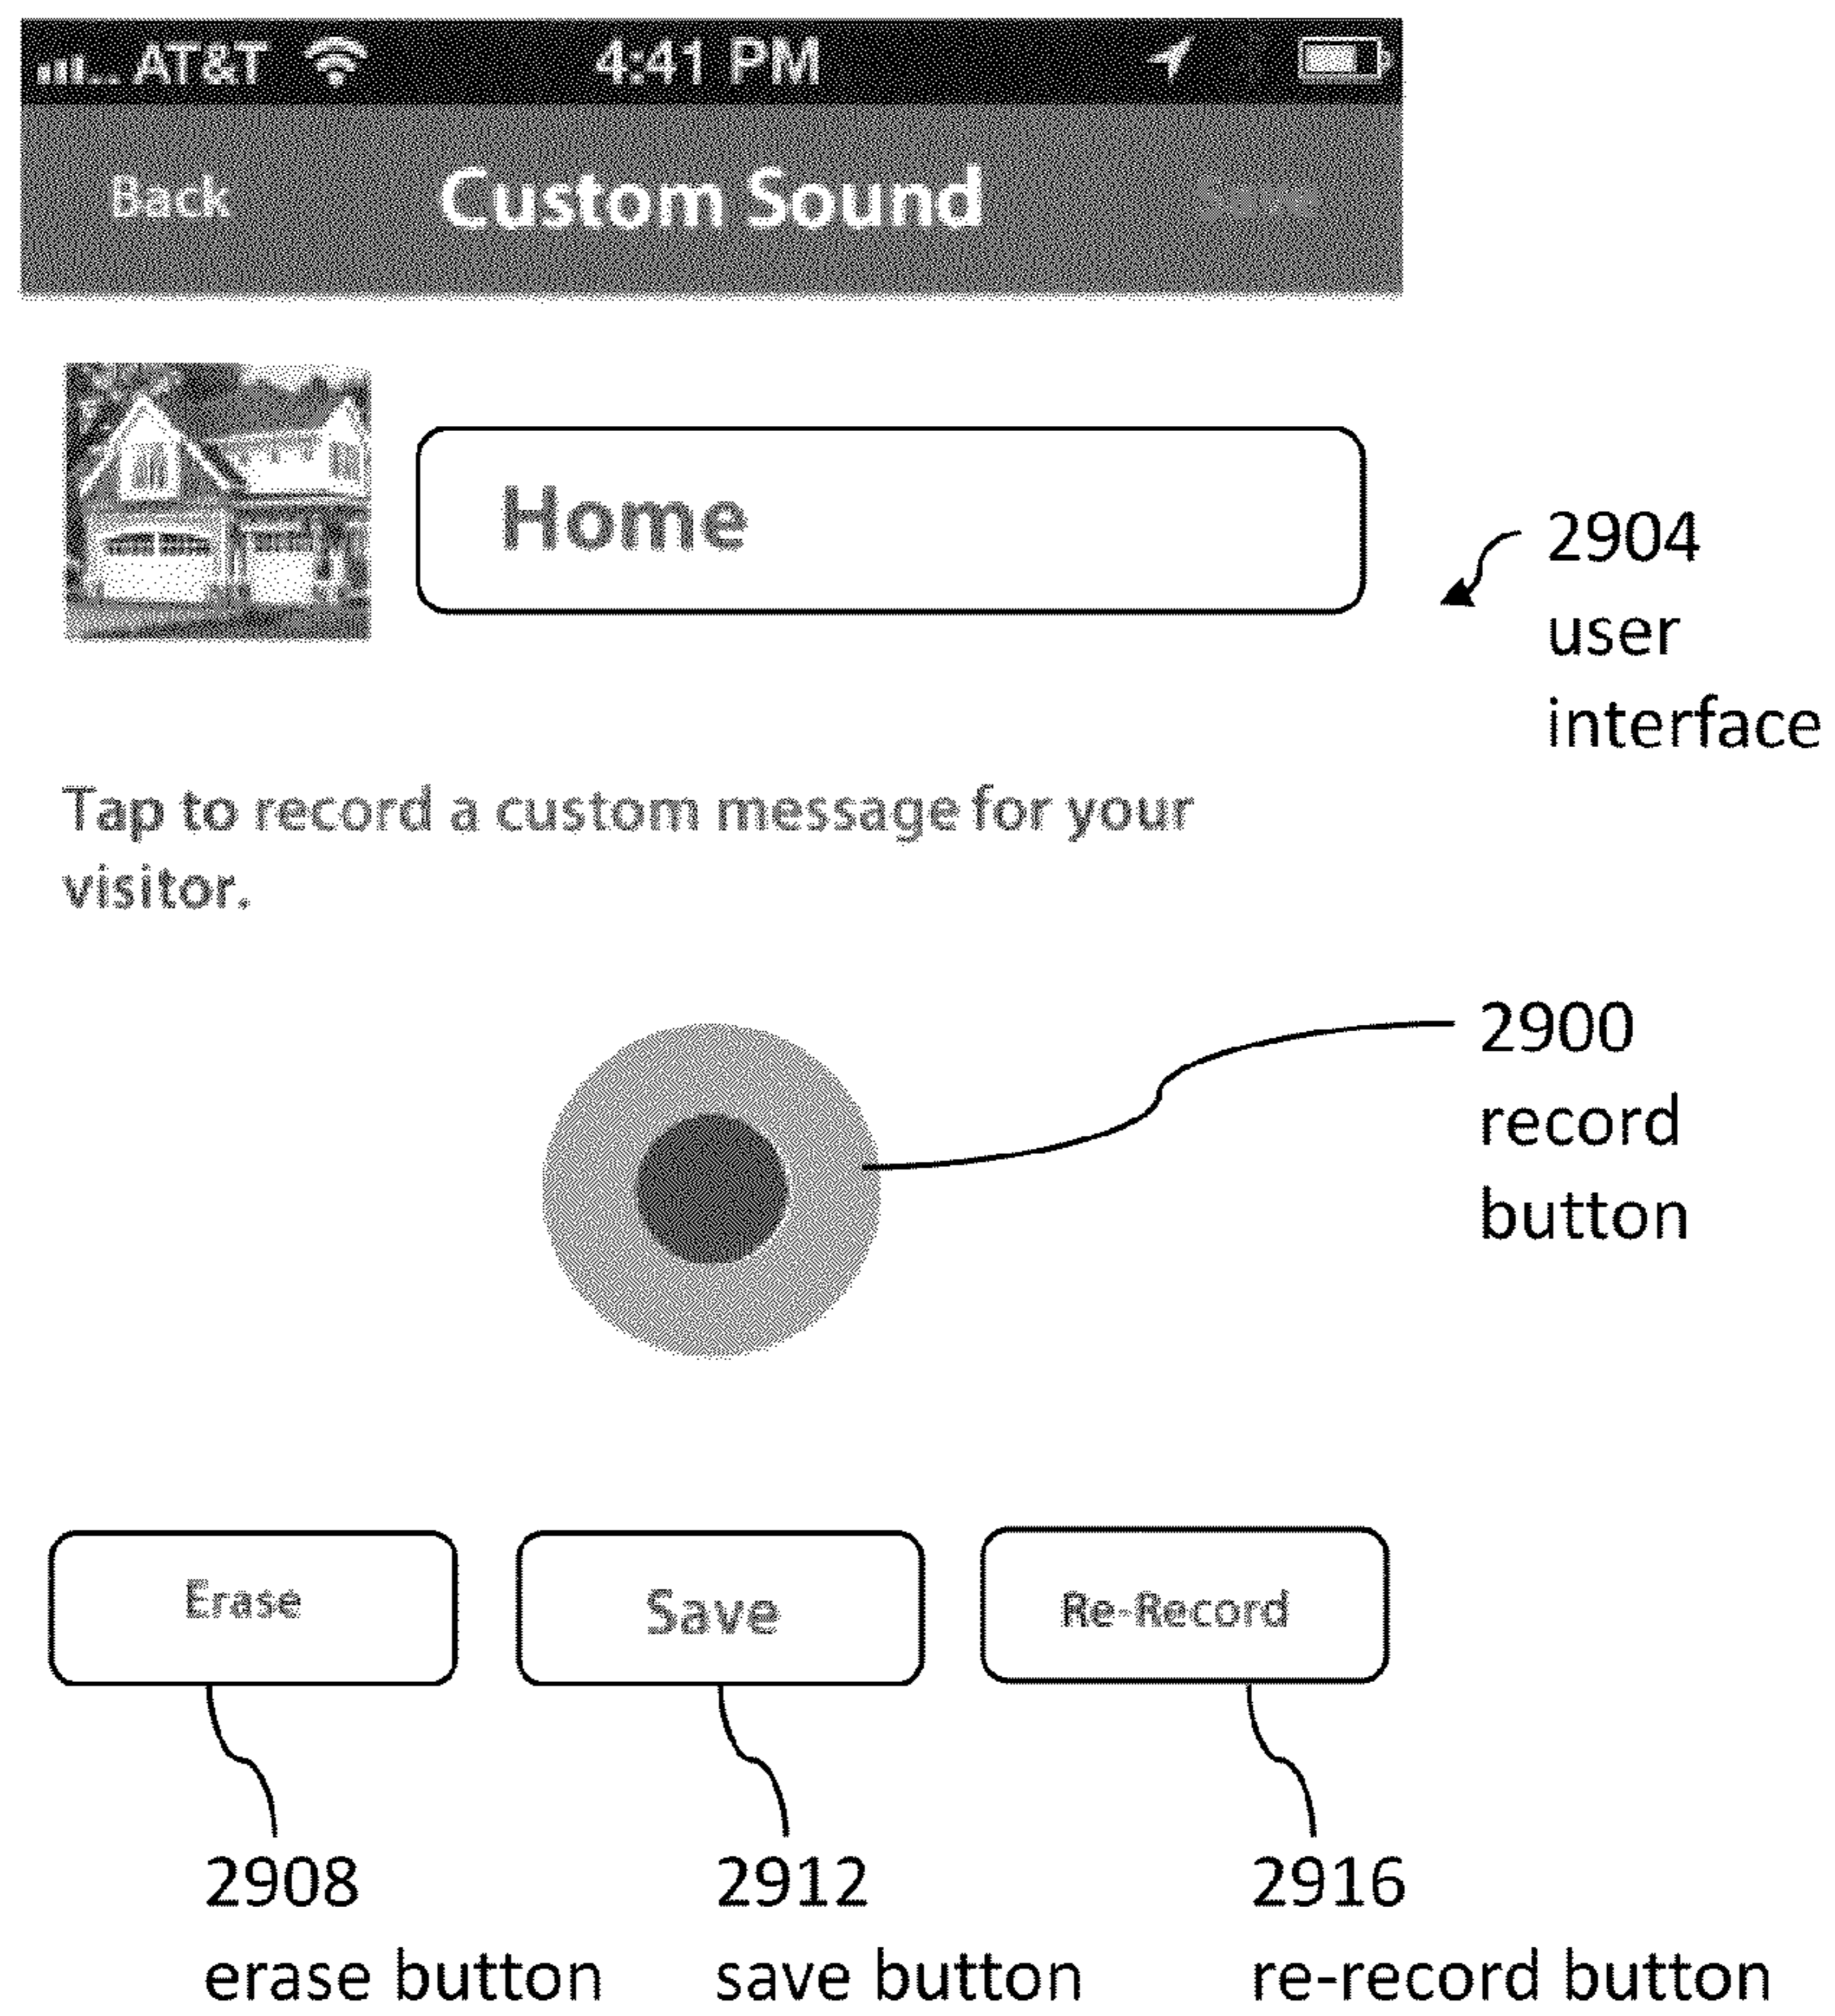 AT&T 4:41 PM
Back Custom Sound Save
Home
2904
user
interface
Tap to record a custom message for your
visitor.
2900
record
button
Erase Save Re-Record
2908 2912 2916
erase button save button re-record button